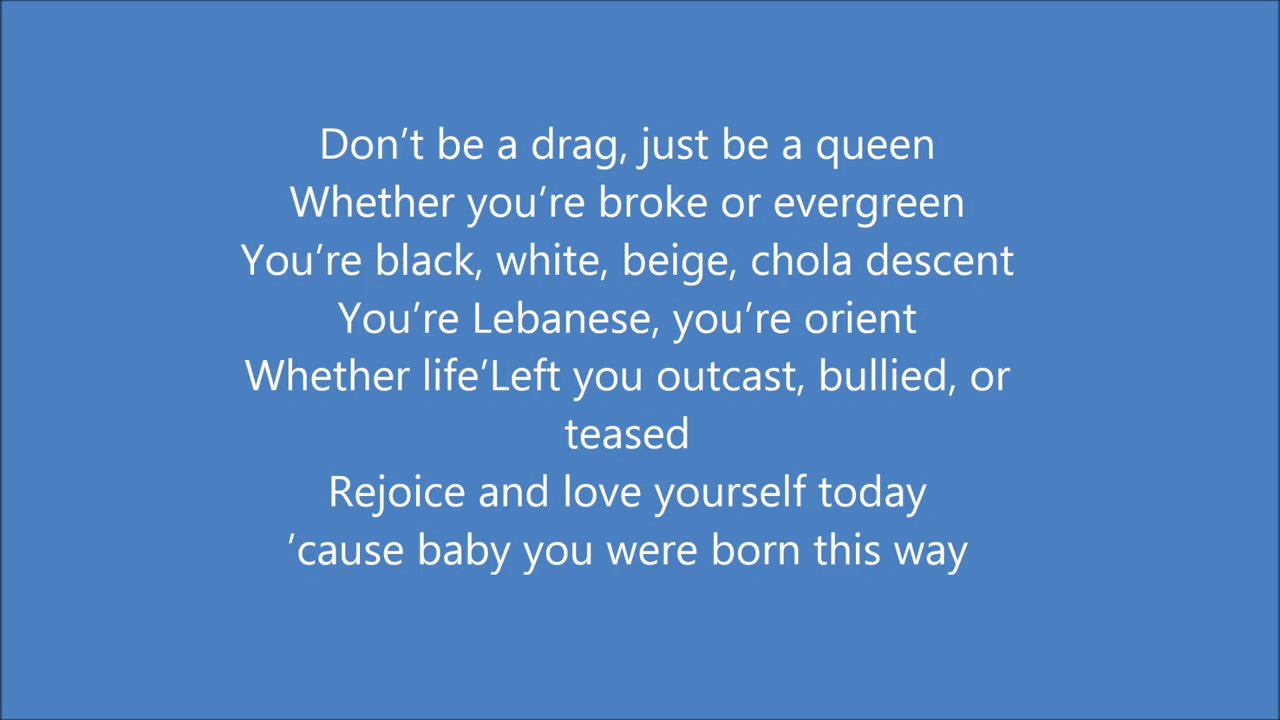 Don’t be a drag, just be a queen
Whether you’re broke or evergreen
You’re black, white, beige, chola descent
You’re Lebanese, you’re orient
Whether life’Left you outcast, bullied, or
teased
Rejoice and love yourself today
’cause baby you were born this way